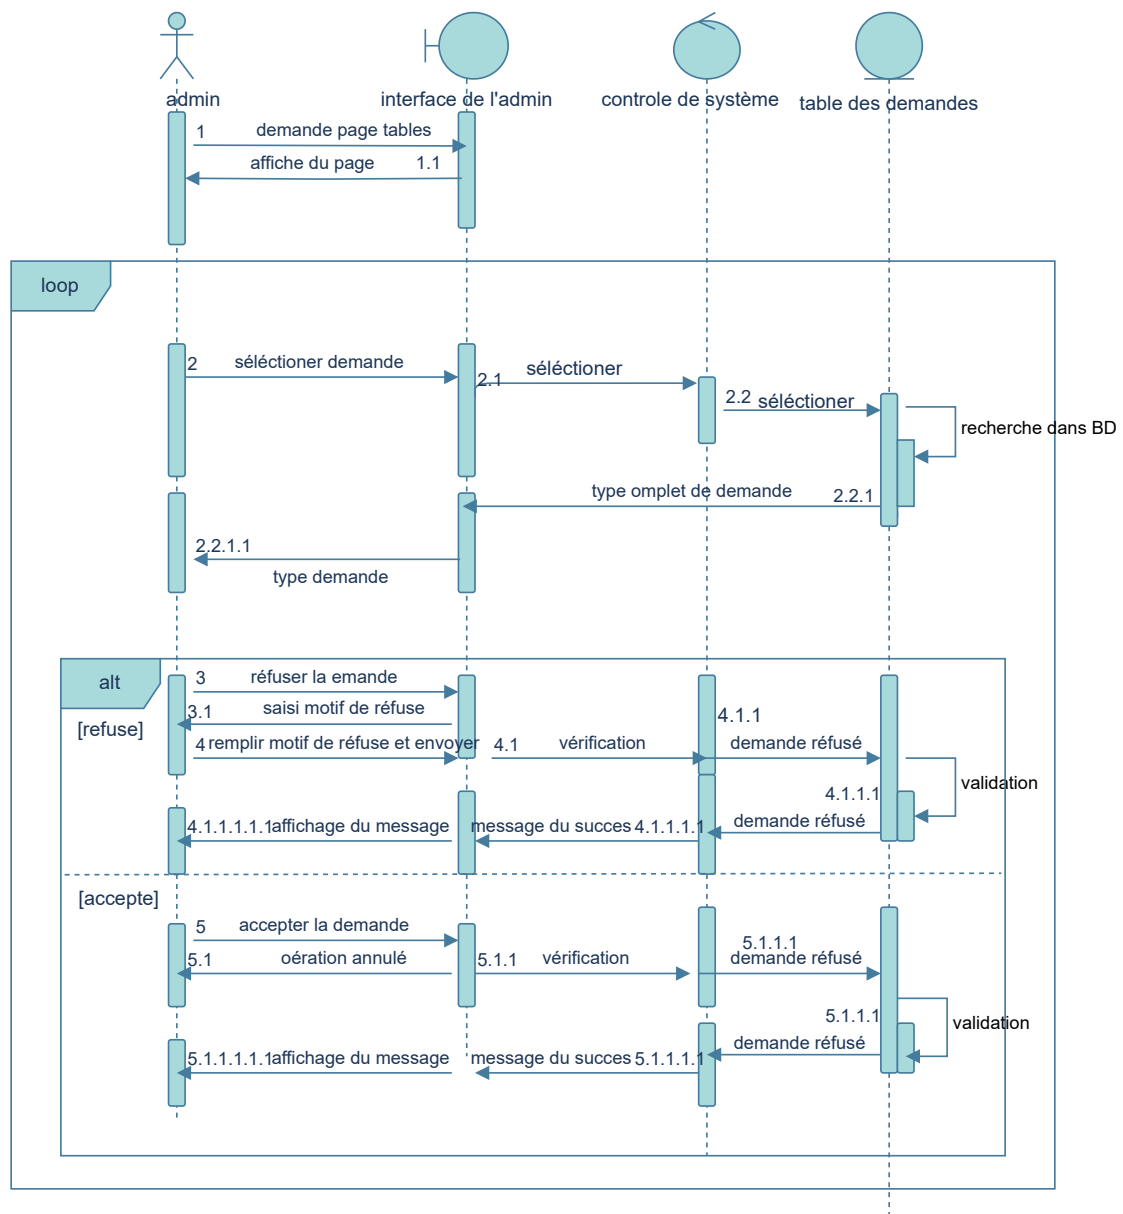 admin
interface de l'admin
controle de système
table des demandes
1 demande page tables
affiche du page 1.1
loop
2 séléctioner demande
2.1 séléctioner
2.2 séléctioner
recherche dans BD
type omplet de demande 2.2.1
2.2.1.1
type demande
alt
3 réfuser la emande
[refuse]
3.1 saisi motif de réfuse
4.1.1
4 remplir motif de réfuse et envoyer 4.1 vérification demande réfusé
validation
4.1.1.1
demande réfusé
4.1.1.1.1.1 affichage du message message du succes 4.1.1.1.1
[accepte]
5 accepter la demande
5.1.1.1
5.1 oération annulé 5.1.1 vérification demande réfusé
5.1.1.1 validation
demande réfusé
5.1.1.1.1.1 affichage du message message du succes 5.1.1.1.1